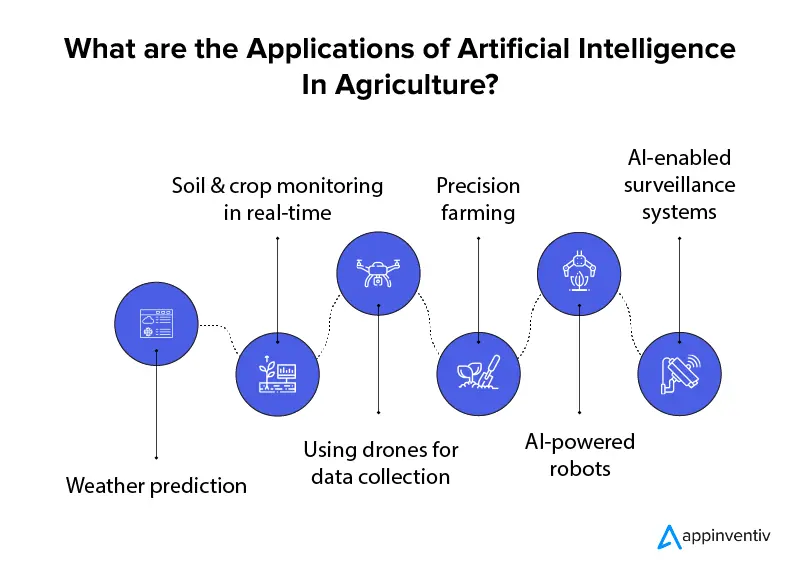 What are the Applications of Artificial Intelligence
In Agriculture?
Weather prediction
Soil & crop monitoring
in real-time
Using drones for
data collection
Precision
farming
AI-powered
robots
AI-enabled
surveillance
systems
appinventiv